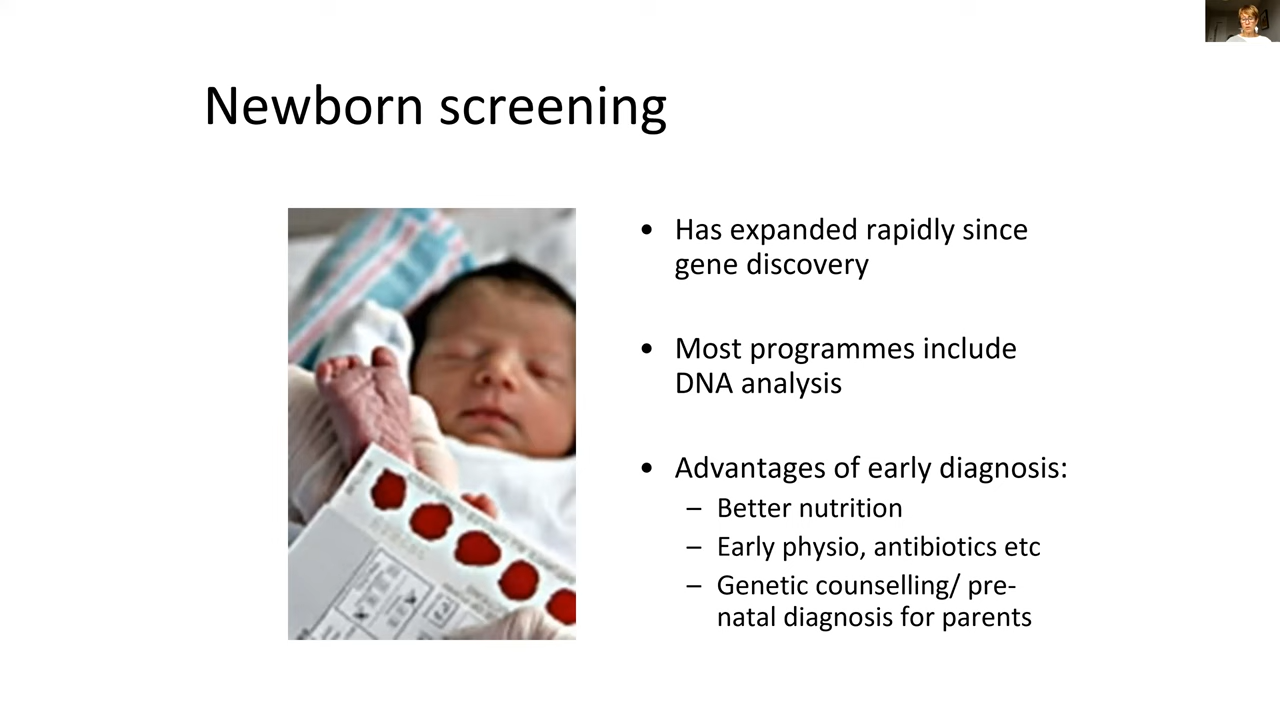 Newborn screening
• Has expanded rapidly since
gene discovery
• Most programmes include
DNA analysis
• Advantages of early diagnosis:
– Better nutrition
– Early physio, antibiotics etc
– Genetic counselling/ pre-
natal diagnosis for parents